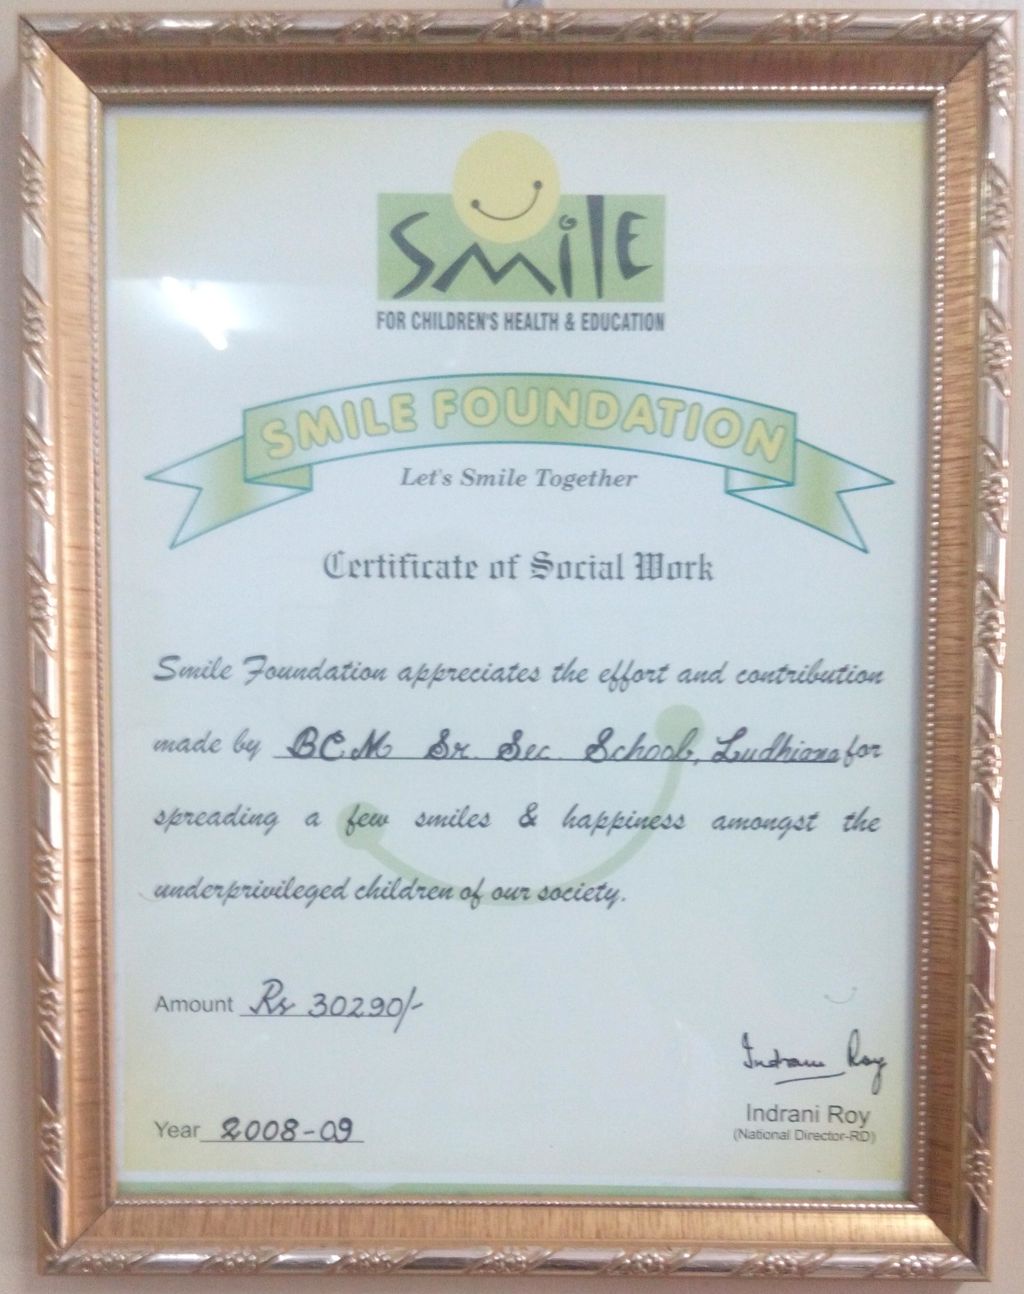 Smile
FOR CHILDREN'S HEALTH & EDUCATION
SMILE FOUNDATION
Let's Smile Together
Certificate of Social Work
Smile Foundation appreciates the effort and contribution
made by BCM Sr. Sec. School, Ludhiana for
spreading a few smiles & happiness amongst the
underprivileged children of our society.
Amount Rs 30290/-
Indrani Roy
Indrani Roy
(National Director-RD)
Year 2008-09